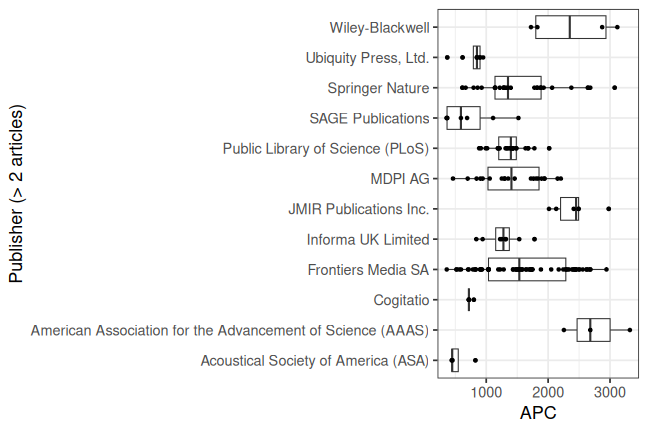 Publisher (> 2 articles)
Wiley-Blackwell
Ubiquity Press, Ltd.
Springer Nature
SAGE Publications
Public Library of Science (PLoS)
MDPI AG
JMIR Publications Inc.
Informa UK Limited
Frontiers Media SA
Cogitatio
American Association for the Advancement of Science (AAAS)
Acoustical Society of America (ASA)
1000 2000 3000
APC